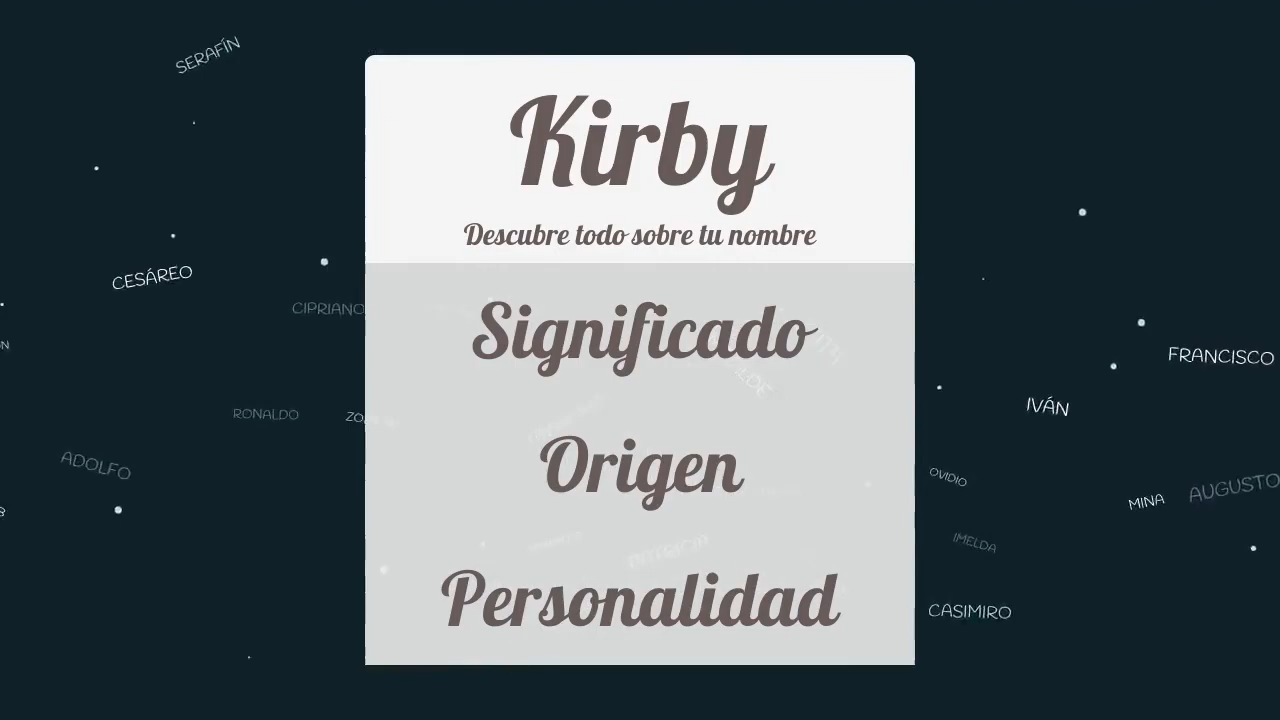 SERAFÍN
Kirby
Descubre todo sobre tu nombre
CESÁREO
CIPRIANO
Significado
FRANCISCO
IVÁN
RONALDO
Origen
ADOLFO
OVIDIO
MINA
AUGUSTO
IMELDA
PATRICIA
Personalidad
CASIMIRO